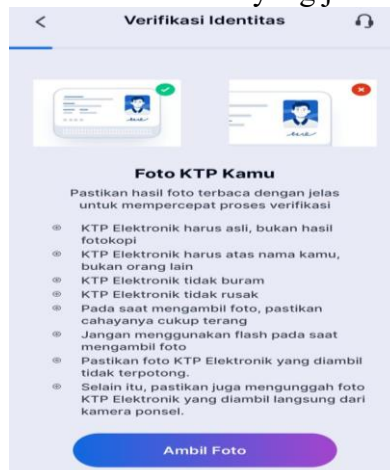 Verifikasi Identitas
Foto KTP Kamu
Pastikan hasil foto terbaca dengan jelas
untuk mempercepat proses verifikasi
KTP Elektronik harus asli, bukan hasil
fotokopi
KTP Elektronik harus atas nama kamu,
bukan orang lain
KTP Elektronik tidak buram
KTP Elektronik tidak rusak
Pada saat mengambil foto, pastikan
cahayanya cukup terang
Jangan menggunakan flash pada saat
mengambil foto
Pastikan foto KTP Elektronik yang diambil
tidak terpotong.
Selain itu, pastikan juga mengunggah foto
KTP Elektronik yang diambil langsung dari
kamera ponsel.
Ambil Foto